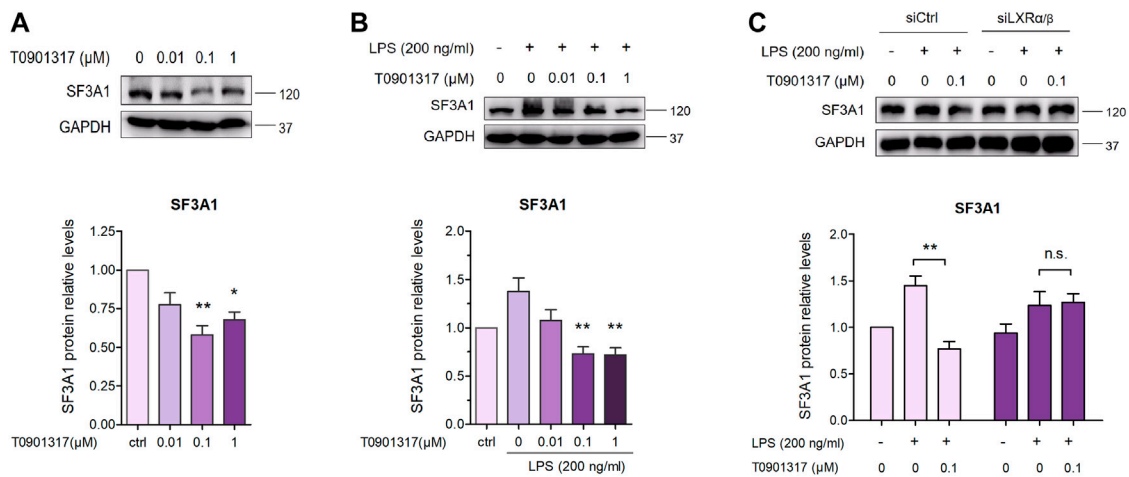 A
T0901317 (μM) 0 0.01 0.1 1
SF3A1 120
GAPDH 37
SF3A1
SF3A1 protein relative levels
1.25
1.00
0.75
0.50
0.25
0.00
** *
T0901317(μM) ctrl 0.01 0.1 1
B
LPS (200 ng/ml) - + + + +
T0901317 (μM) 0 0 0.01 0.1 1
SF3A1 120
GAPDH 37
SF3A1
SF3A1 protein relative levels
2.0
1.5
1.0
0.5
0.0
** **
T0901317(μM) ctrl 0 0.01 0.1 1
LPS (200 ng/ml)
C
siCtrl siLXRα/β
LPS (200 ng/ml) - + + - + +
T0901317 (μM) 0 0 0.1 0 0 0.1
SF3A1 120
GAPDH 37
SF3A1
SF3A1 protein relative levels
2.0
1.5
1.0
0.5
0.0
** n.s.
LPS (200 ng/ml) - + + - + +
T0901317 (μM) 0 0 0.1 0 0 0.1